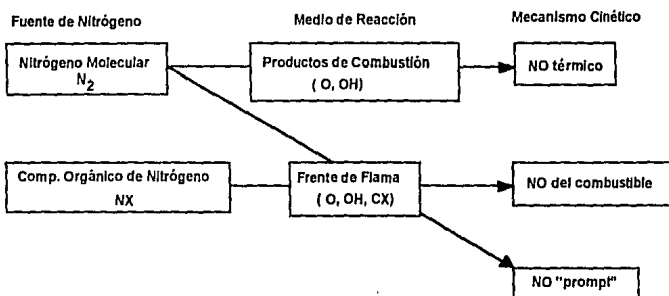 Fuente de Nitrógeno
Medio de Reacción
Mecanismo Cinético
Nitrógeno Molecular
N2
Productos de Combustión
( O, OH)
NO térmico
Comp. Orgánico de Nitrógeno
NX
Frente de Flama
( O, OH, CX)
NO del combustible
NO "prompt"